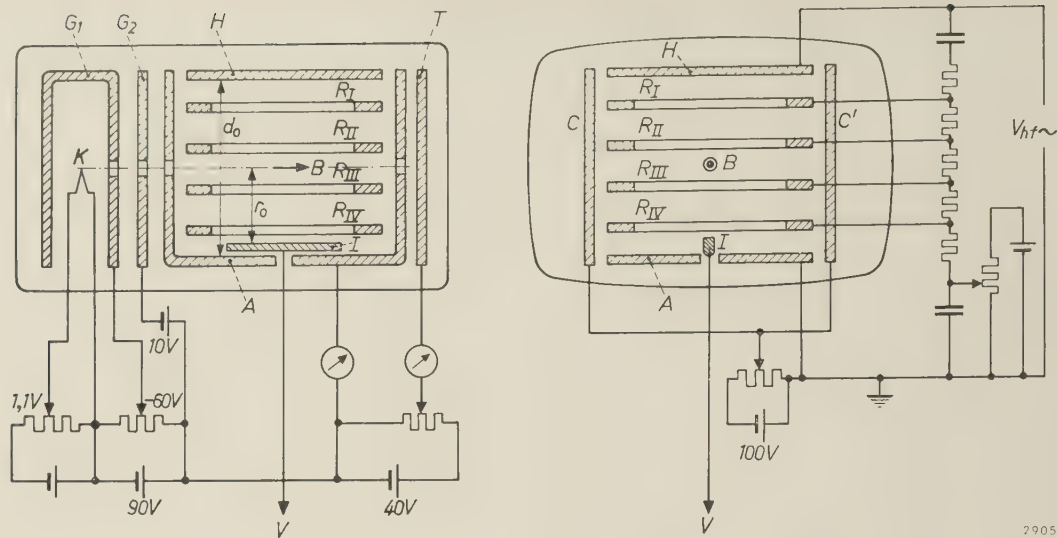 G1
G2
H
T
K
d₀
r₀
RI
RII
RIII
RIV
B
I
A
10V
1,1V
-60V
90V
40V
V
H
C
C'
RI
RII
RIII
RIV
B
I
A
Vhf~
100V
V
2905